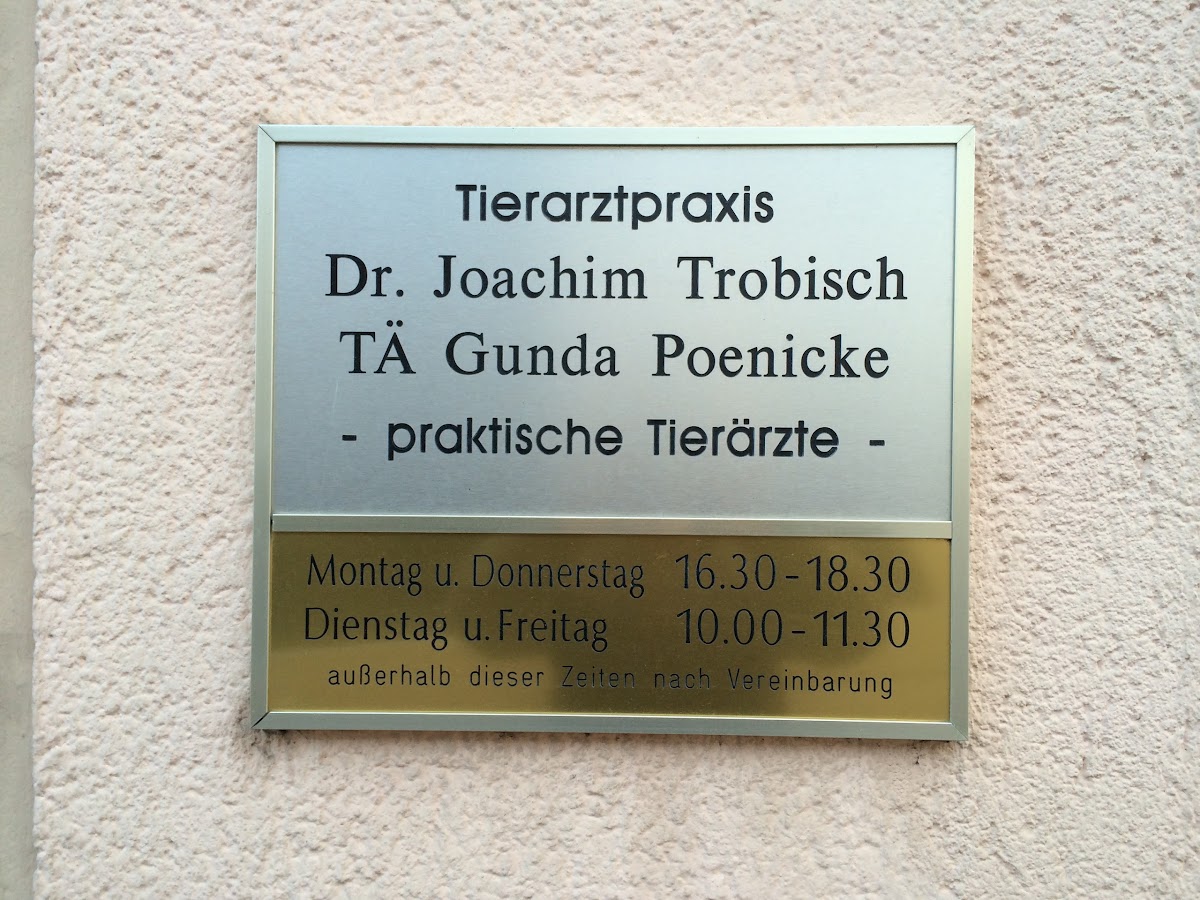 Tierarztpraxis
Dr. Joachim Trobisch
TÄ Gunda Poenicke
- praktische Tierärzte -
Montag u. Donnerstag 16.30-18.30
Dienstag u. Freitag 10.00-11.30
außerhalb dieser Zeiten nach Vereinbarung